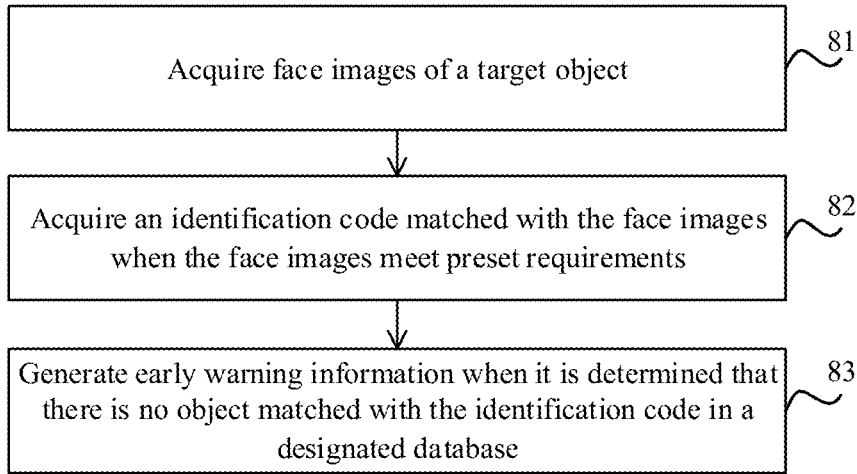 Acquire face images of a target object
81
Acquire an identification code matched with the face images
when the face images meet preset requirements
82
Generate early warning information when it is determined that
there is no object matched with the identification code in a
designated database
83